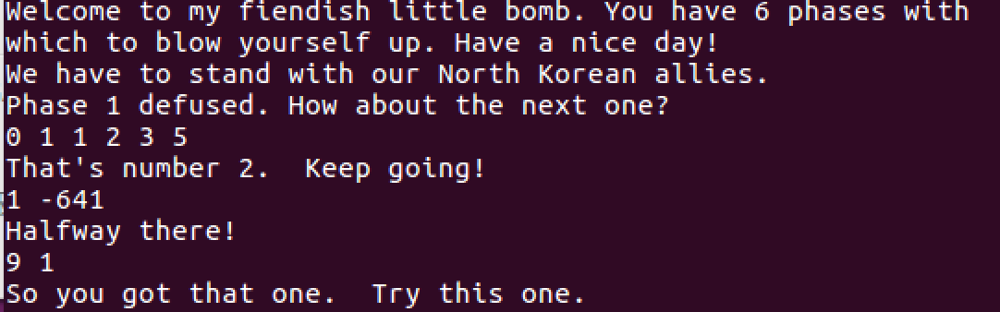 Welcome to my fiendish little bomb. You have 6 phases with
which to blow yourself up. Have a nice day!
We have to stand with our North Korean allies.
Phase 1 defused. How about the next one?
0 1 1 2 3 5
That's number 2.  Keep going!
1 -641
Halfway there!
9 1
So you got that one.  Try this one.